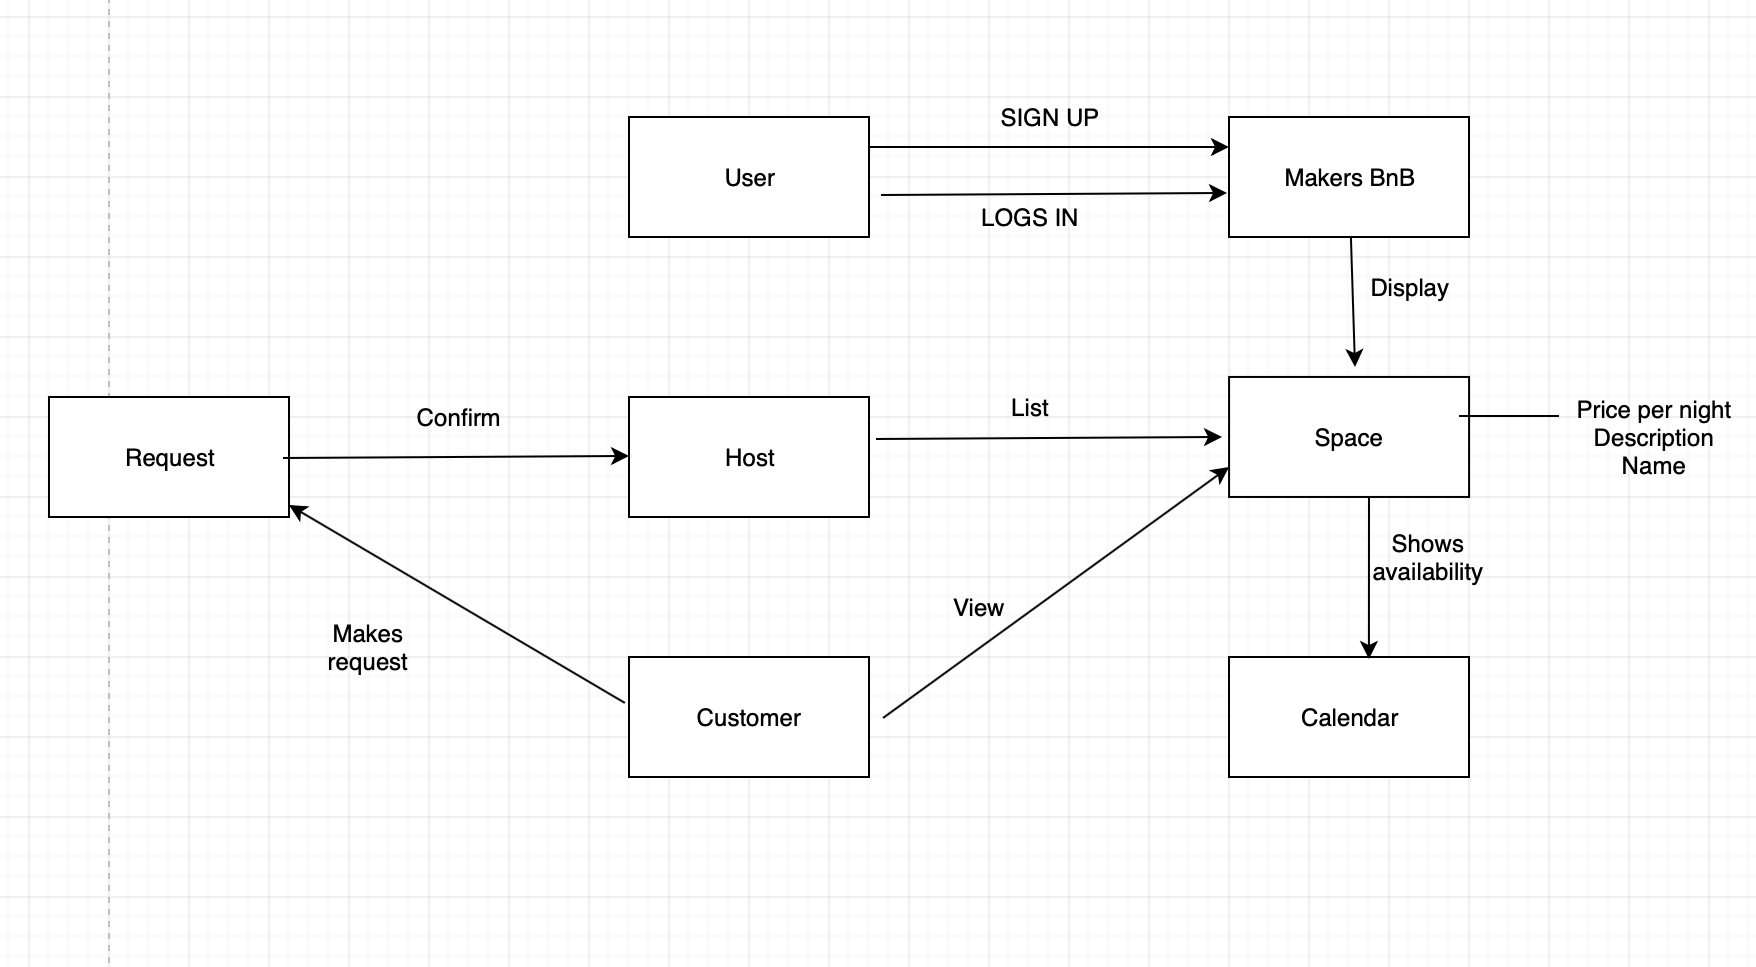 SIGN UP
User
Makers BnB
LOGS IN
Display
Confirm
List
Price per night
Description
Name
Request
Host
Space
Shows
availability
View
Makes
request
Customer
Calendar